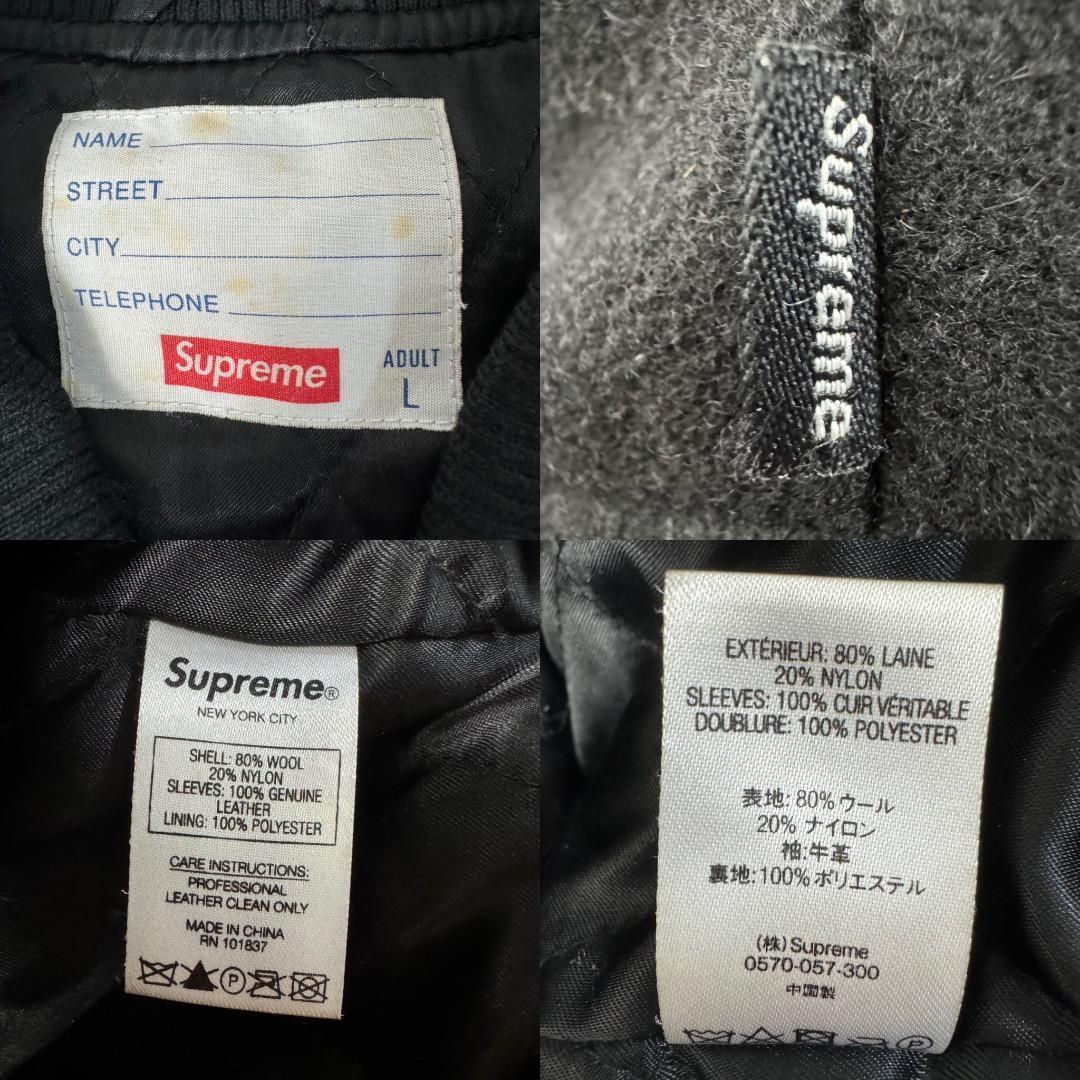 NAME
STREET
CITY
TELEPHONE
Supreme
ADULT
L
Supreme
Supreme®
NEW YORK CITY
SHELL: 80% WOOL
20% NYLON
SLEEVES: 100% GENUINE
LEATHER
LINING: 100% POLYESTER
CARE INSTRUCTIONS:
PROFESSIONAL
LEATHER CLEAN ONLY
MADE IN CHINA
RN 101837
P
EXTÉRIEUR: 80% LAINE
20% NYLON
SLEEVES: 100% CUIR VÉRITABLE
DOUBLURE: 100% POLYESTER
表地: 80% ウール
20% ナイロン
袖:牛革
裏地:100% ポリエステル
(株) Supreme
0570-057-300
中国製
P